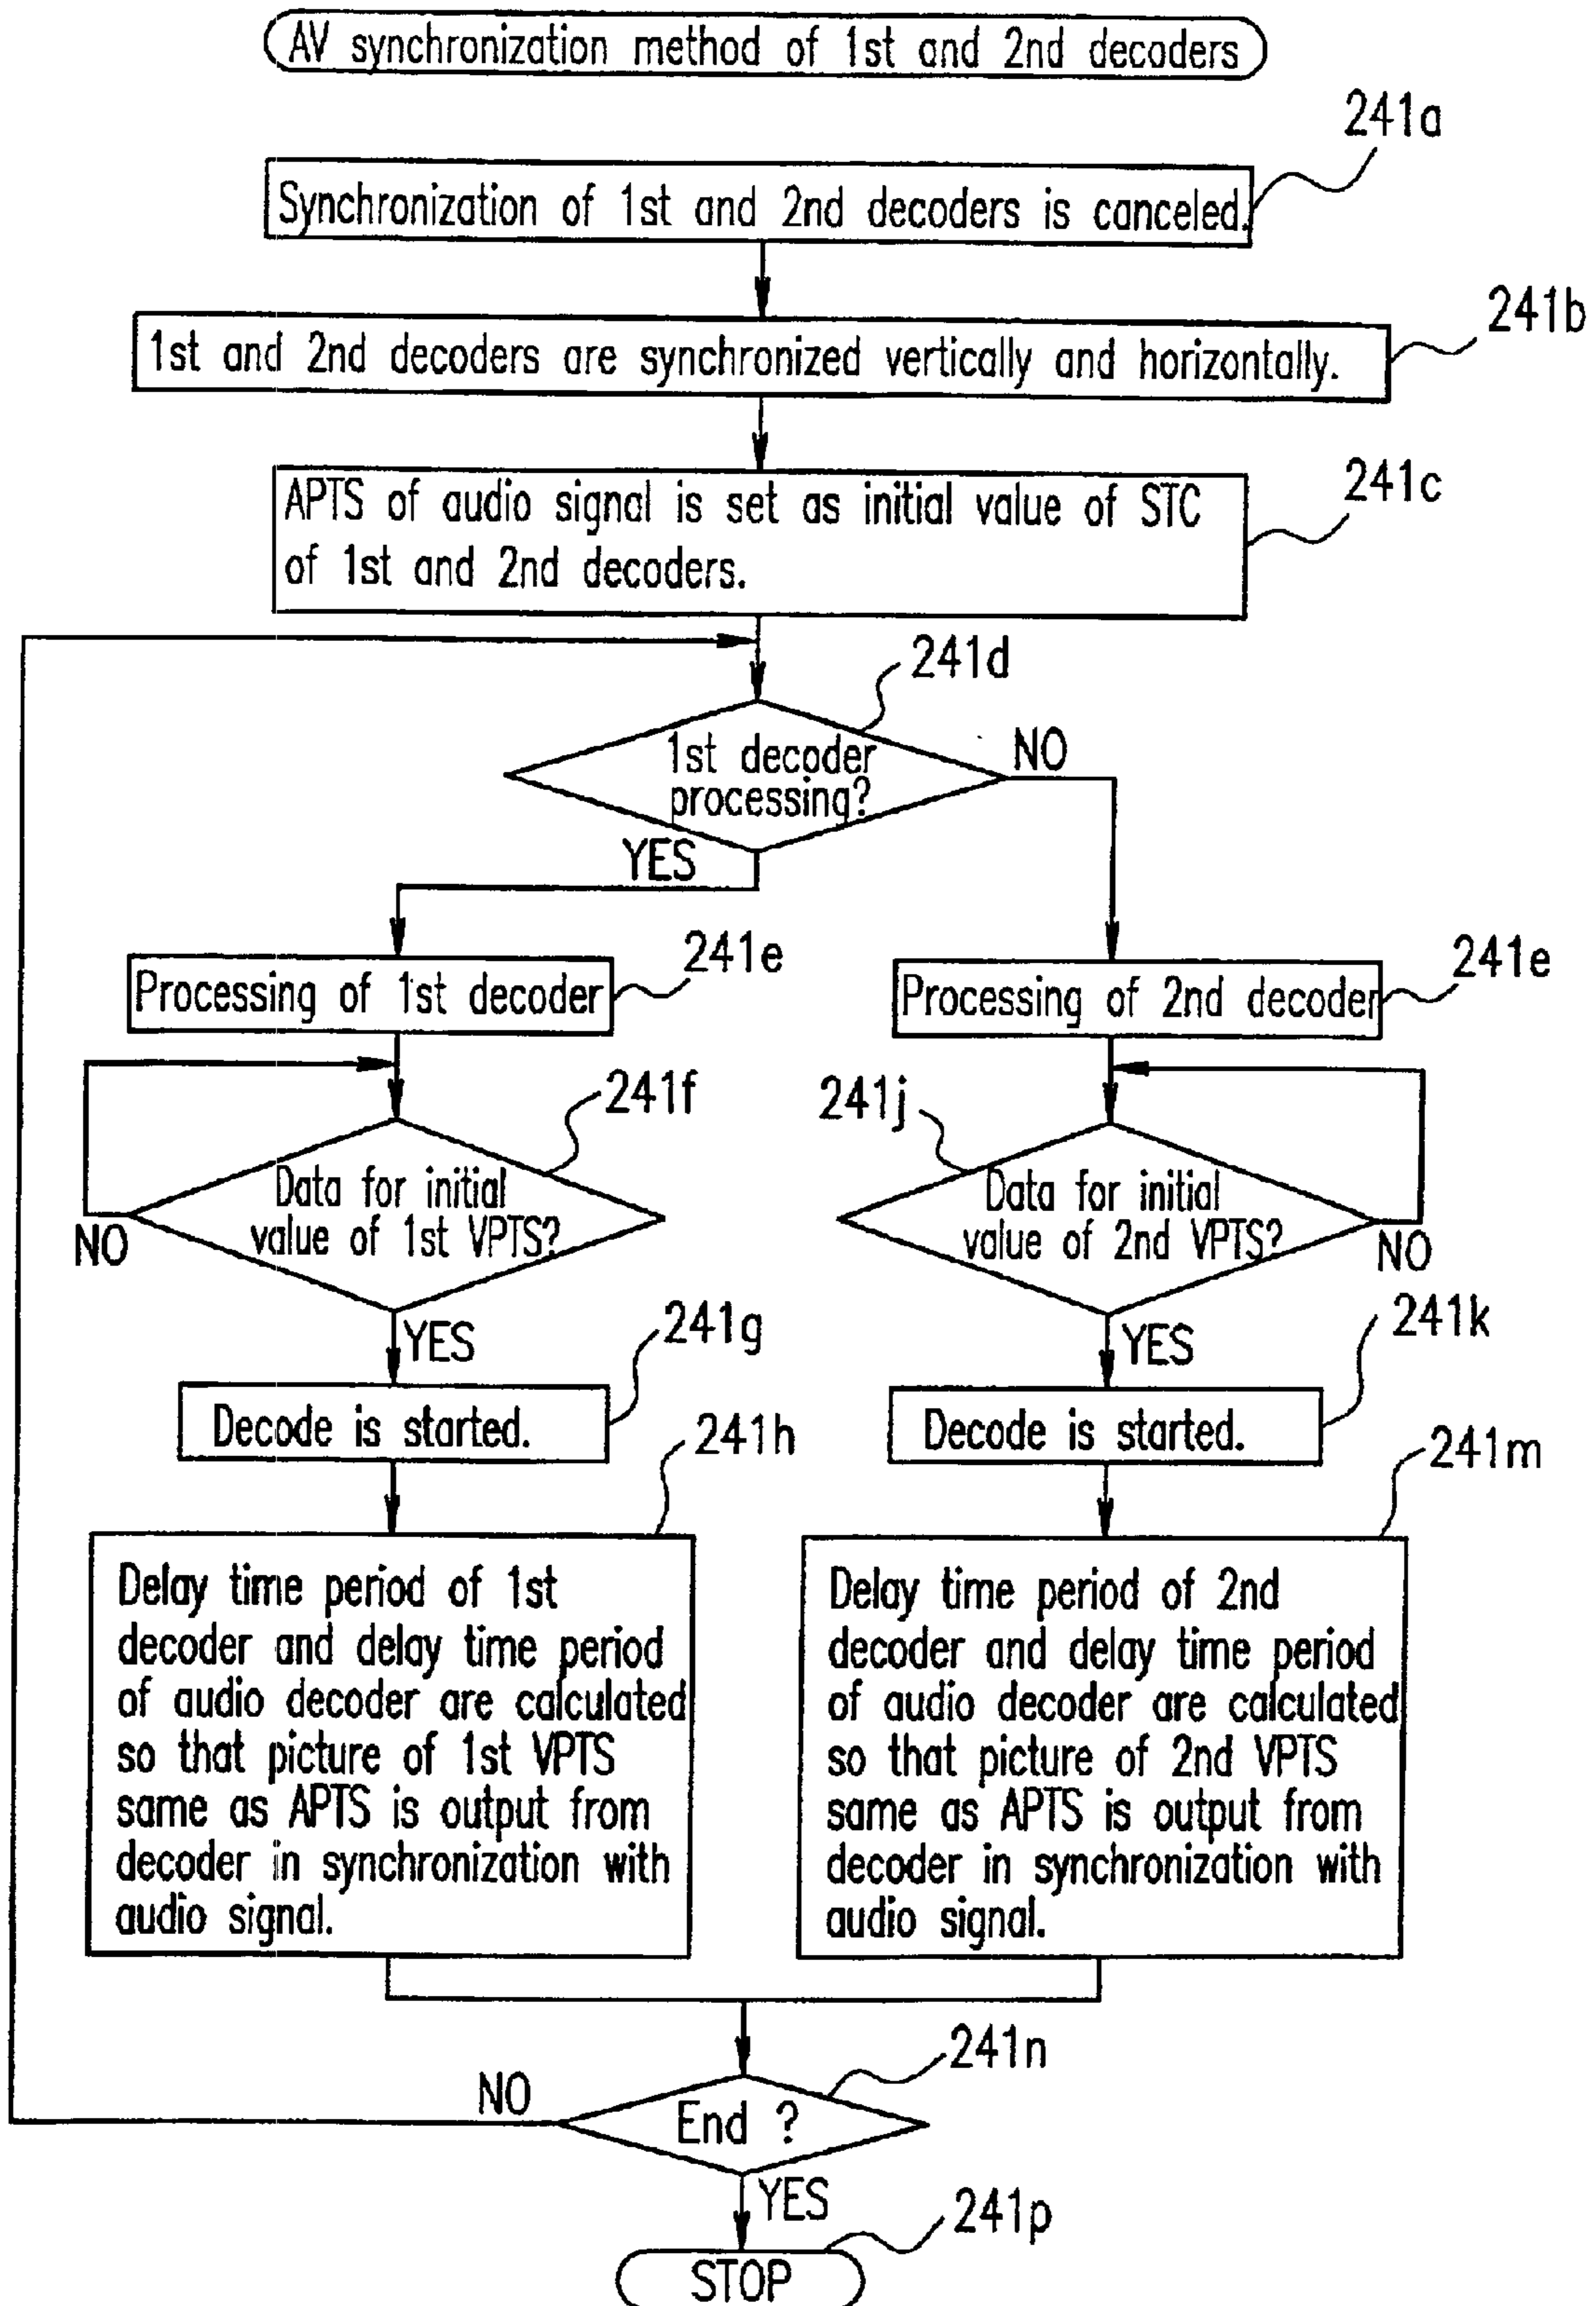 AV synchronization method of 1st and 2nd decoders
241a
Synchronization of 1st and 2nd decoders is canceled.
241b
1st and 2nd decoders are synchronized vertically and horizontally.
241c
APTS of audio signal is set as initial value of STC
of 1st and 2nd decoders.
241d
1st decoder
processing?
NO
YES
241e
Processing of 1st decoder
241e
Processing of 2nd decoder
241f
Data for initial
value of 1st VPTS?
NO
241j
Data for initial
value of 2nd VPTS?
NO
YES
241g
Decode is started.
YES
241k
Decode is started.
241h
Delay time period of 1st
decoder and delay time period
of audio decoder are calculated
so that picture of 1st VPTS
same as APTS is output from
decoder in synchronization with
audio signal.
241m
Delay time period of 2nd
decoder and delay time period
of audio decoder are calculated
so that picture of 2nd VPTS
same as APTS is output from
decoder in synchronization with
audio signal.
241n
NO
End ?
YES
241p
STOP